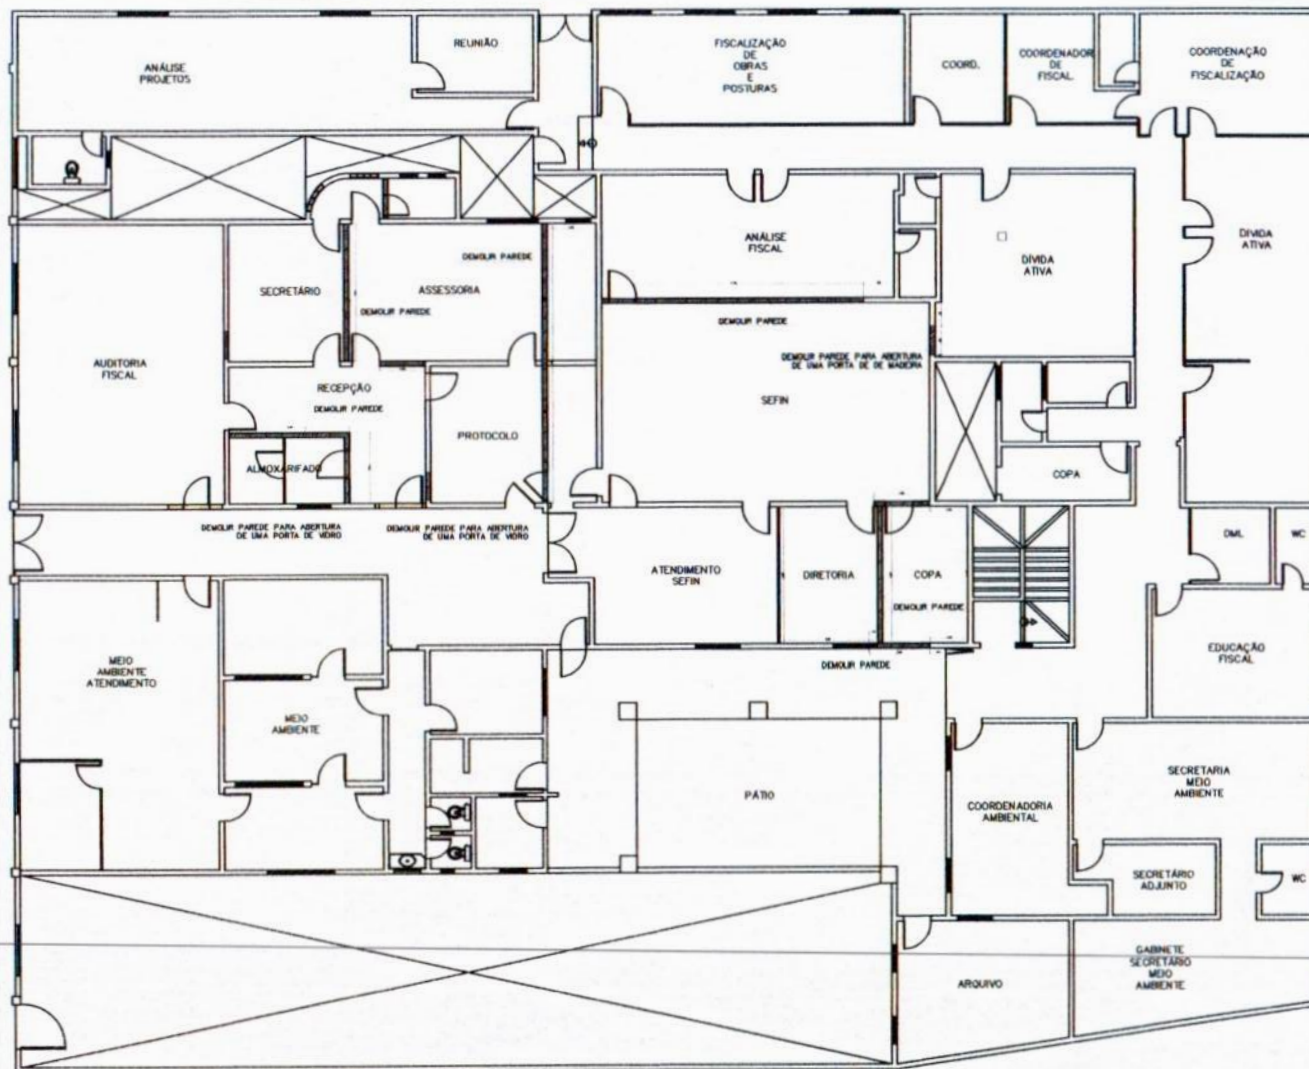 REUNIÃO
ANÁLISE
PROJETOS
FISCALIZAÇÃO
DE
OBRAS
E
POSTURAS
COORD.
COORDENADOR
DE
FISCAL
COORDENAÇÃO
DE
FISCALIZAÇÃO
ANÁLISE
FISCAL
DÍVIDA
ATIVA
DÍVIDA
ATIVA
DEMOLIR PAREDE
SECRETÁRIO
ASSESSORIA
DEMOLIR PAREDE
DEMOLIR PAREDE
DEMOLIR PAREDE PARA ABERTURA
DE UMA PORTA DE DE MADEIRA
AUDITORIA
FISCAL
RECEPÇÃO
DEMOLIR PAREDE
SEFIN
PROTOCOLO
ALMOXARIFADO
COPA
DEMOLIR PAREDE PARA ABERTURA
DE UMA PORTA DE VIDRO
DEMOLIR PAREDE PARA ABERTURA
DE UMA PORTA DE VIDRO
DML
WC
ATENDIMENTO
SEFIN
DIRETORIA
COPA
DEMOLIR PAREDE
EDUCAÇÃO
FISCAL
MEIO
AMBIENTE
ATENDIMENTO
DEMOLIR PAREDE
MEIO
AMBIENTE
SECRETARIA
MEIO
AMBIENTE
PÁTIO
COORDENADORIA
AMBIENTAL
SECRETÁRIO
ADJUNTO
WC
GABINETE
SECRETÁRIO
MEIO
AMBIENTE
ARQUIVO